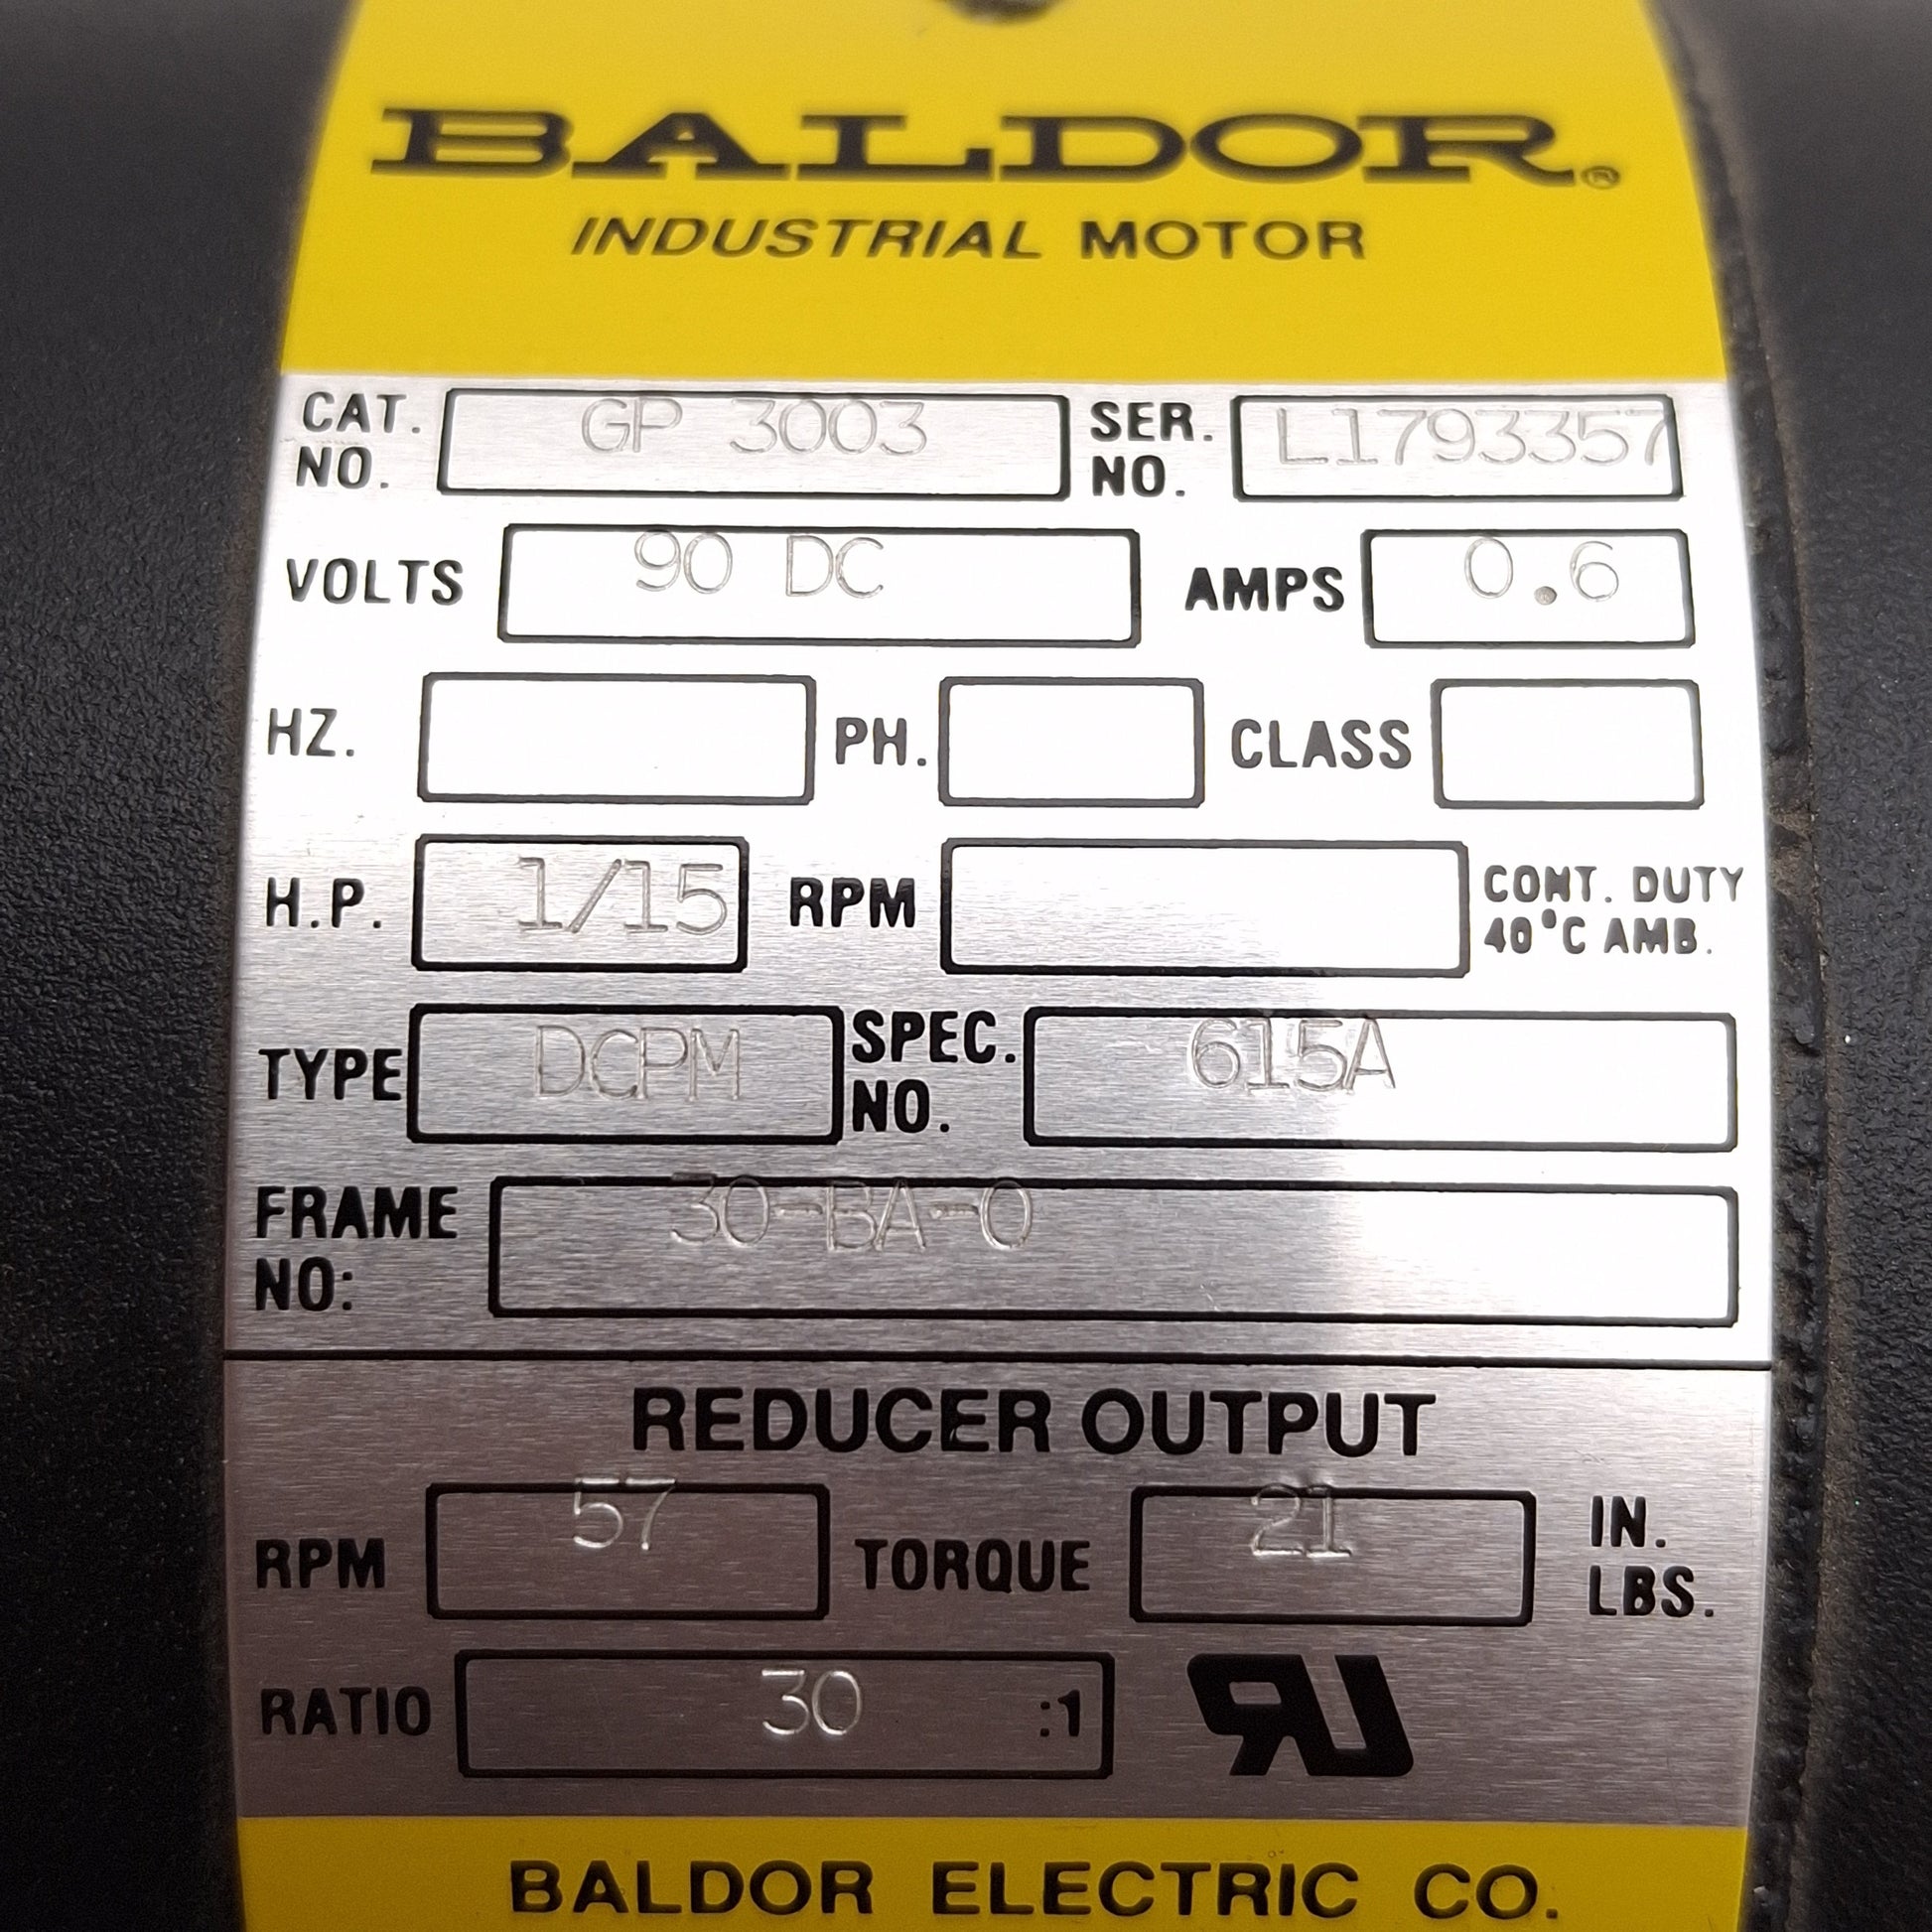 BALDOR®
INDUSTRIAL MOTOR
CAT. NO. GP 3003 SER. NO. L1793357
VOLTS 90 DC AMPS 0.6
HZ. PH. CLASS
H.P. 1/15 RPM CONT. DUTY 40°C AMB.
TYPE DCPM SPEC. NO. 615A
FRAME NO: 30-BA-0
REDUCER OUTPUT
RPM 57 TORQUE 21 IN. LBS.
RATIO 30 :1 RU
BALDOR ELECTRIC CO.